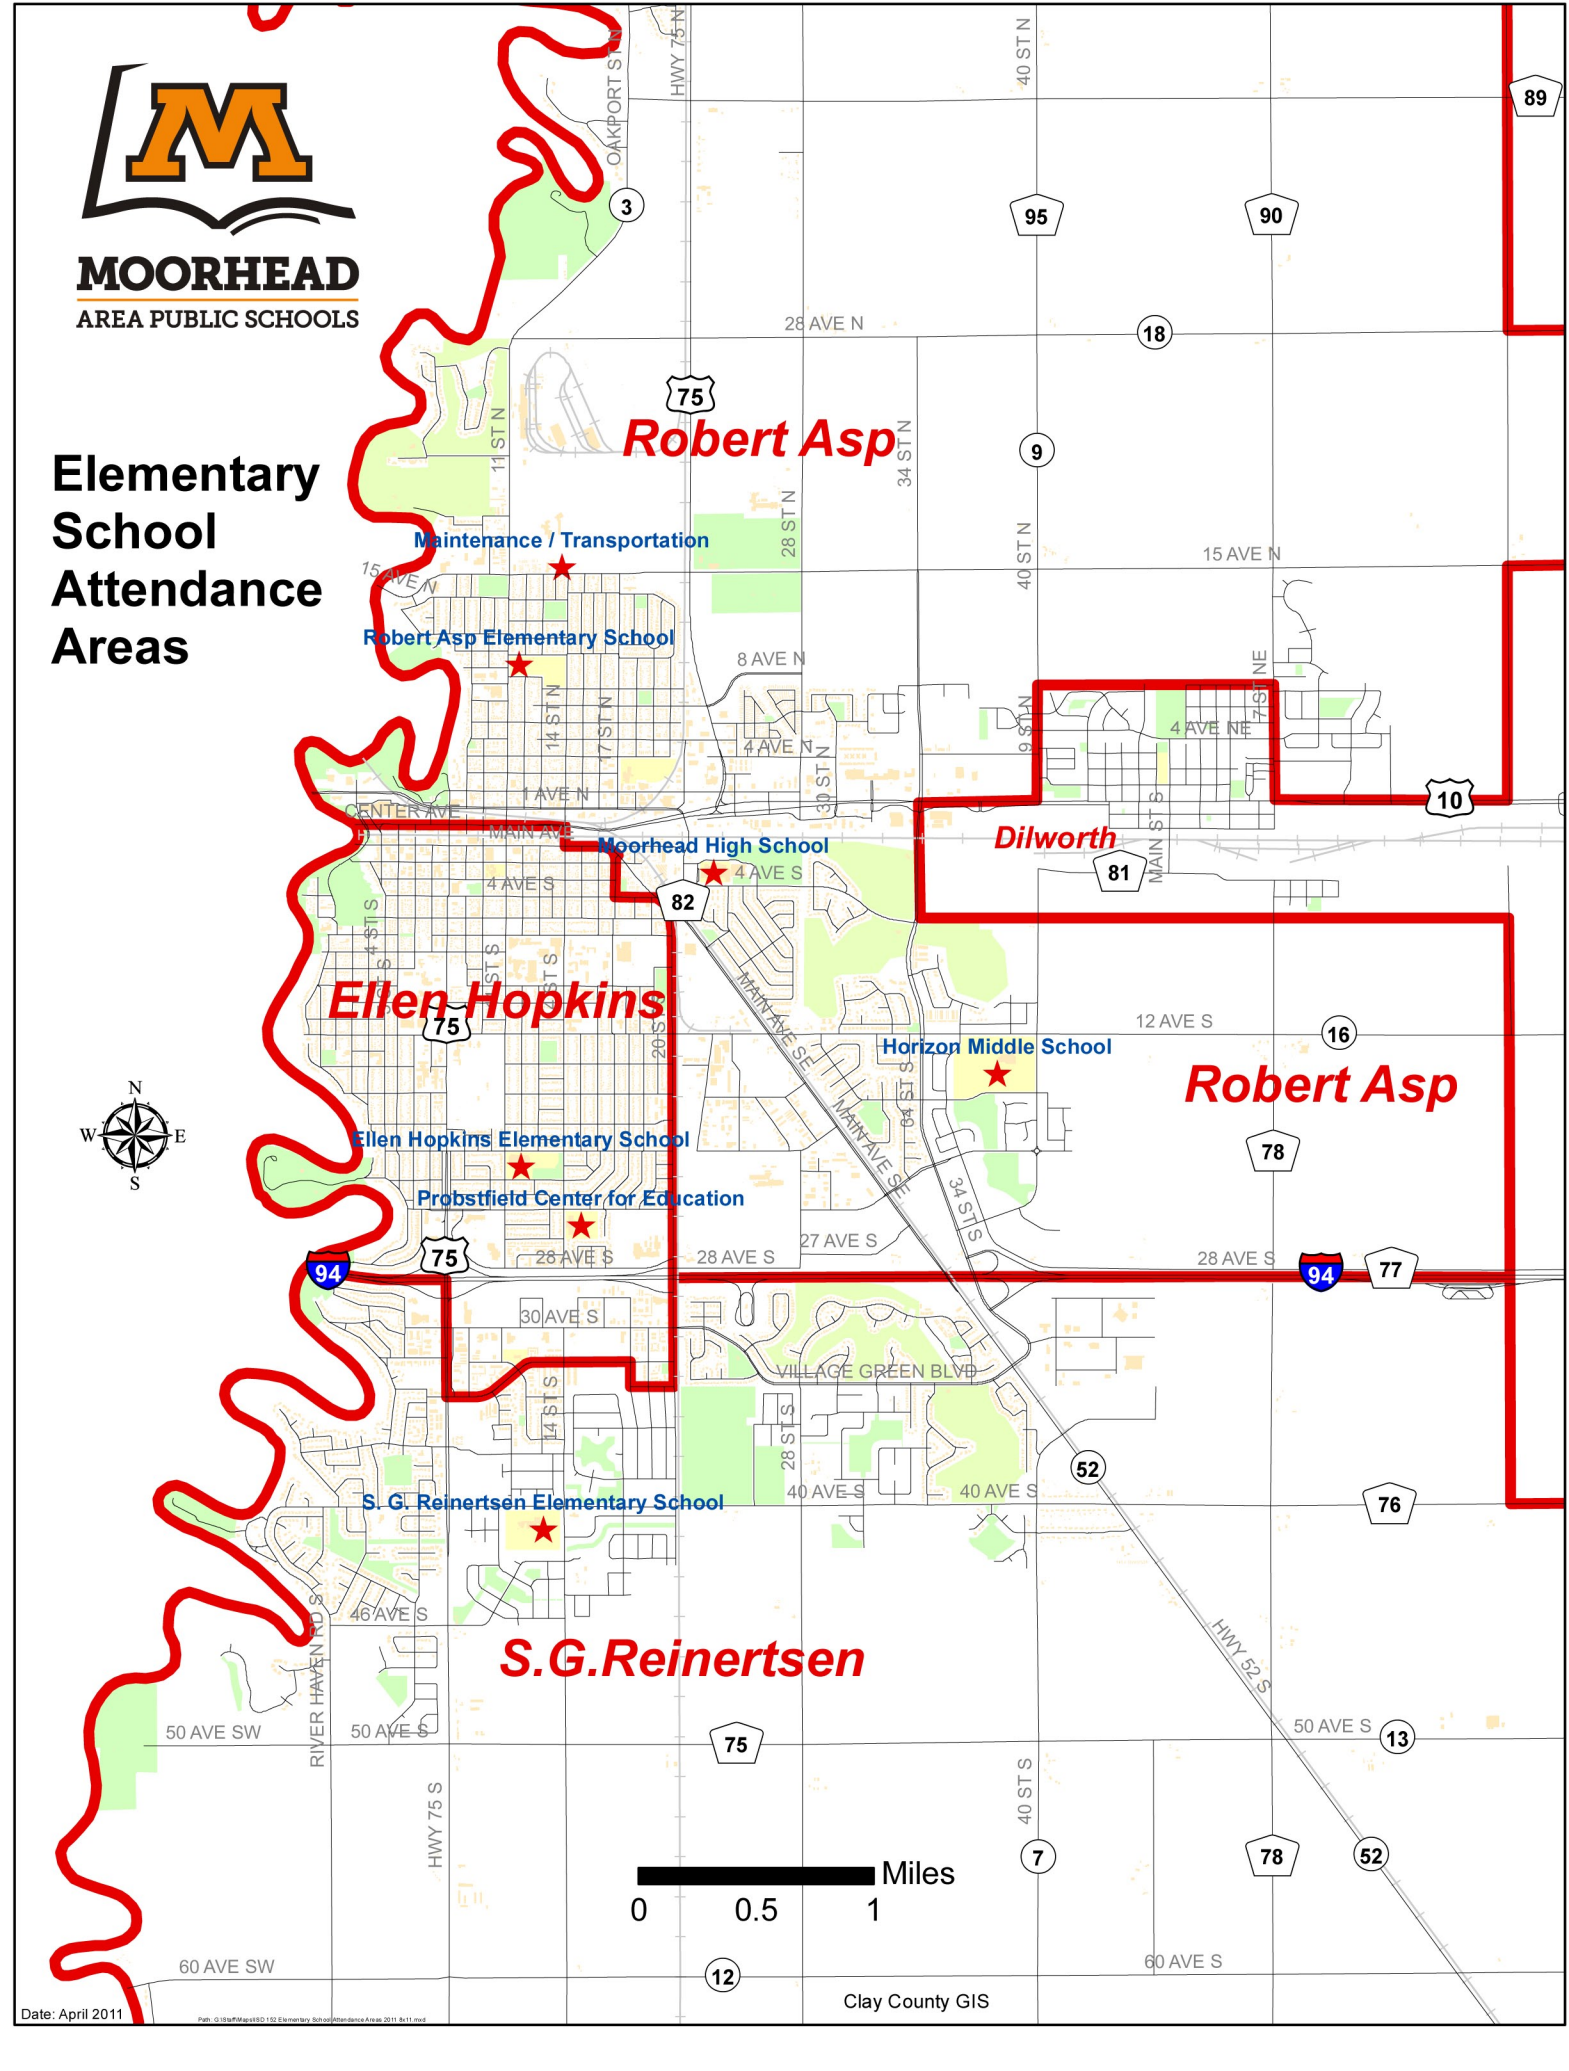 M
MOORHEAD
AREA PUBLIC SCHOOLS
Elementary
School
Attendance
Areas
OAKPORT ST N
HWY 75 N
40 ST N
89
3
95
90
28 AVE N
18
75
Robert Asp
11 ST N
34 ST N
9
28 ST N
40 ST N
15 AVE N
Maintenance / Transportation
15 AVE N
Robert Asp Elementary School
8 AVE N
14 ST N
17 ST N
4 AVE N
30 ST N
9 ST N
7 ST NE
4 AVE NE
10
1 AVE N
CENTER AVE
MAIN AVE
Moorhead High School
Dilworth
81
MAIN ST S
4 AVE S
4 AVE S
82
4 ST S
Ellen Hopkins
75
20 ST S
MAIN AVE SE
12 AVE S
16
Horizon Middle School
Robert Asp
34 ST S
MAIN AVE SE
78
N
W
E
S
Ellen Hopkins Elementary School
Probstfield Center for Education
34 ST S
27 AVE S
75
28 AVE S
28 AVE S
28 AVE S
94
94
77
30 AVE S
VILLAGE GREEN BLVD
14 ST S
28 ST S
52
40 AVE S
40 AVE S
76
S. G. Reinertsen Elementary School
46 AVE S
RIVER HAVEN RD S
S.G.Reinertsen
HWY 52 S
50 AVE SW
50 AVE S
75
50 AVE S
13
HWY 75 S
40 ST S
7
78
52
Miles
0
0.5
1
60 AVE SW
12
60 AVE S
Clay County GIS
Date: April 2011